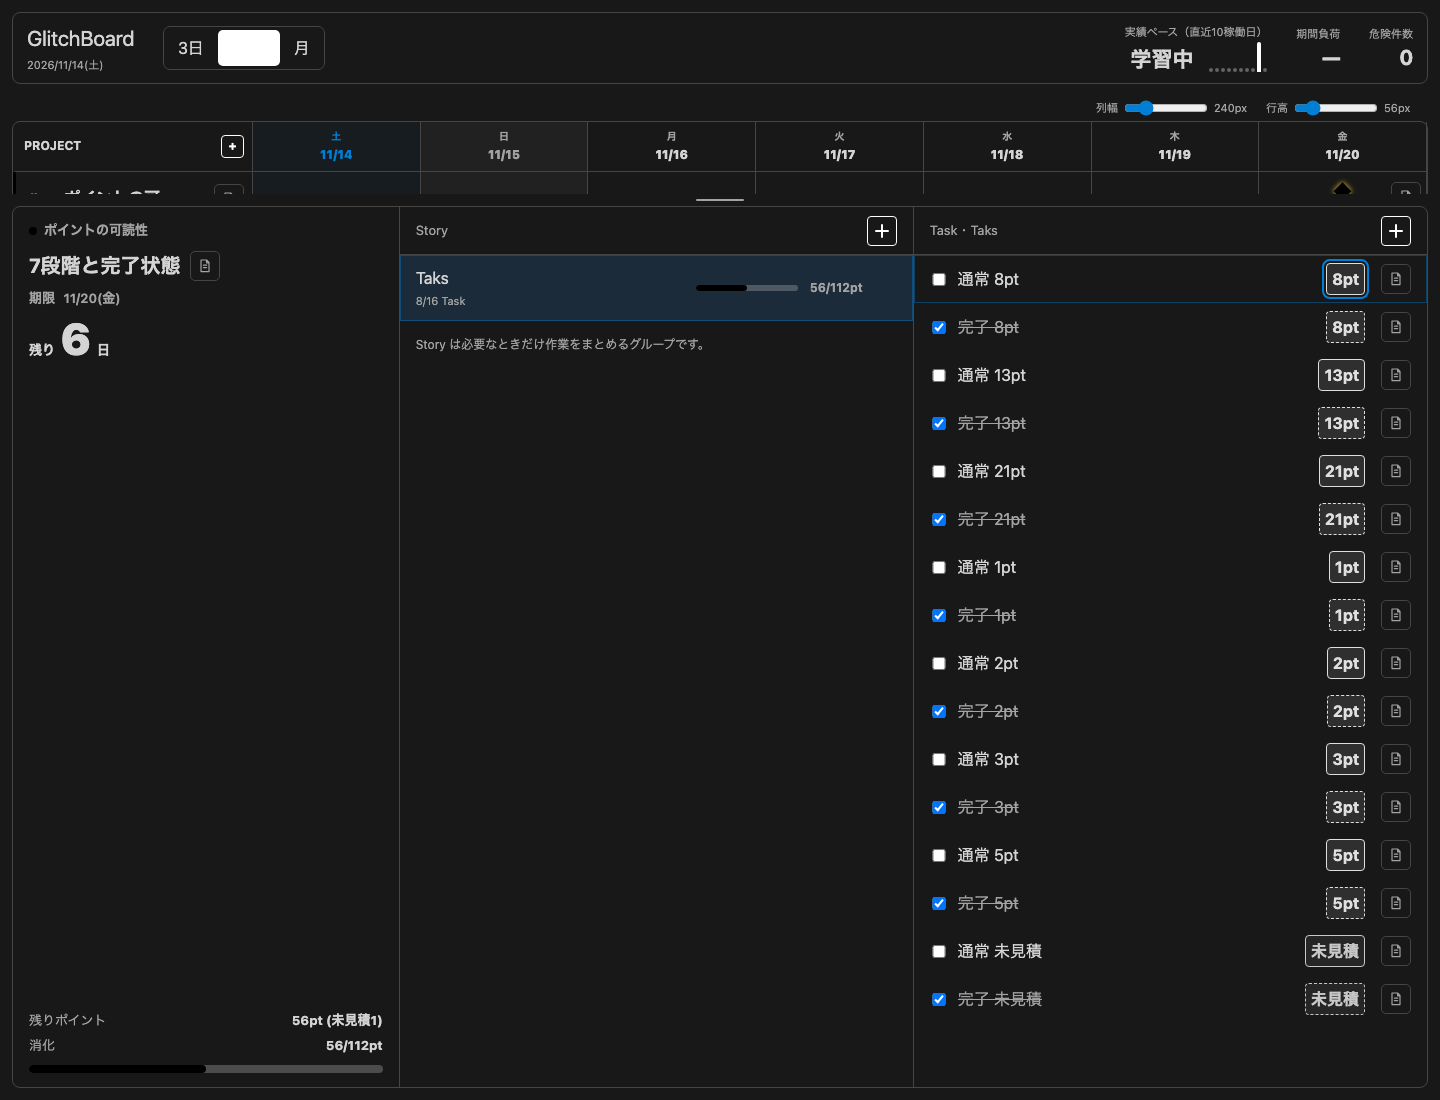 GlitchBoard
2026/11/14(土)
3日
月
実績ペース（直近10稼働日）
学習中
期間負荷
—
危険件数
0
列幅
240px
行高
56px
PROJECT
+
土
11/14
日
11/15
月
11/16
火
11/17
水
11/18
木
11/19
金
11/20
ポイントの可読性
7段階と完了状態
期限 11/20(金)
残り 6 日
残りポイント
56pt (未見積1)
消化
56/112pt
Story
+
Taks
8/16 Task
56/112pt
Story は必要なときだけ作業をまとめるグループです。
Task · Taks
+
通常 8pt
8pt
完了 8pt
8pt
通常 13pt
13pt
完了 13pt
13pt
通常 21pt
21pt
完了 21pt
21pt
通常 1pt
1pt
完了 1pt
1pt
通常 2pt
2pt
完了 2pt
2pt
通常 3pt
3pt
完了 3pt
3pt
通常 5pt
5pt
完了 5pt
5pt
通常 未見積
未見積
完了 未見積
未見積